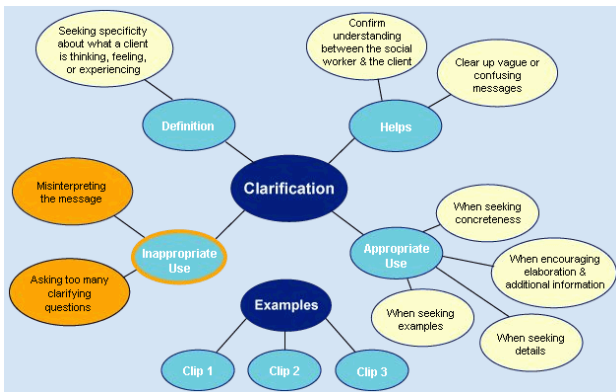 Seeking specificity
about what a client
is thinking, feeling,
or experiencing
Definition
Confirm
understanding
between the social
worker & the client
Clear up vague or
confusing
messages
Helps
Clarification
Misinterpreting
the message
Inappropriate
Use
Asking too many
clarifying
questions
Appropriate
Use
When seeking
concreteness
When encouraging
elaboration &
additional information
When seeking
details
When seeking
examples
Examples
Clip 1
Clip 2
Clip 3